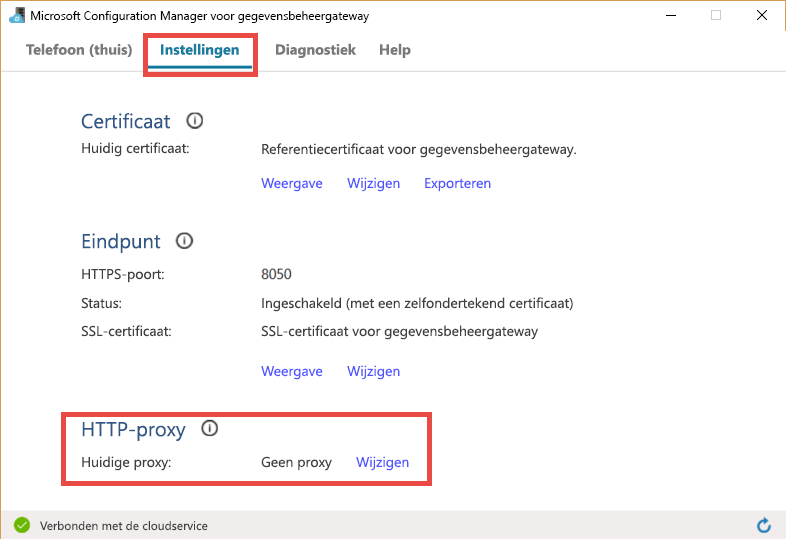 Microsoft Configuration Manager voor gegevensbeheergateway
Telefoon (thuis) Instellingen Diagnostiek Help
Certificaat
Huidig certificaat: Referentiecertificaat voor gegevensbeheergateway.
Weergave Wijzigen Exporteren
Eindpunt
HTTPS-poort: 8050
Status: Ingeschakeld (met een zelfondertekend certificaat)
SSL-certificaat: SSL-certificaat voor gegevensbeheergateway
Weergave Wijzigen
HTTP-proxy
Huidige proxy: Geen proxy Wijzigen
Verbonden met de cloudservice